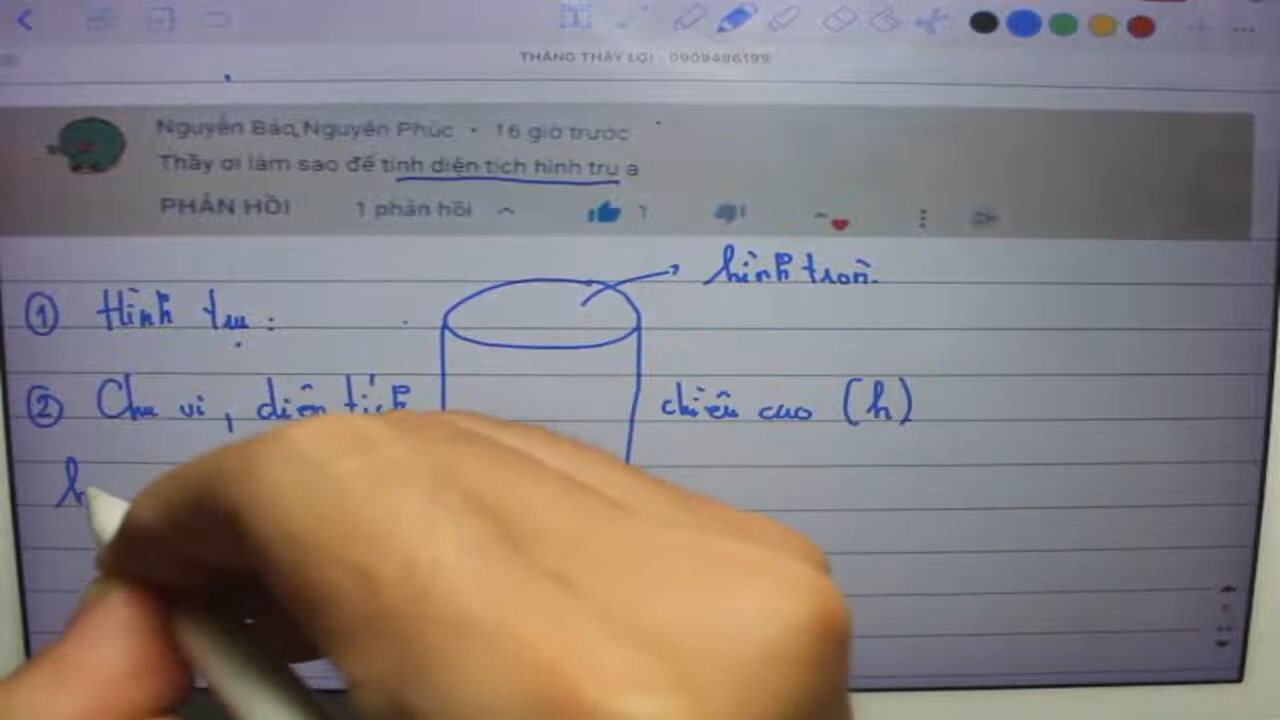 THẦNG THẦY LỢI - 0909496199
Nguyễn Bảo Nguyên Phúc • 16 giờ trước
Thầy ơi làm sao để tính diện tích hình trụ ạ
PHẢN HỒI 1 phản hồi 1
hình tròn.
① Hình trụ :
② Chu vi, diện tích
chiều cao (h)
h